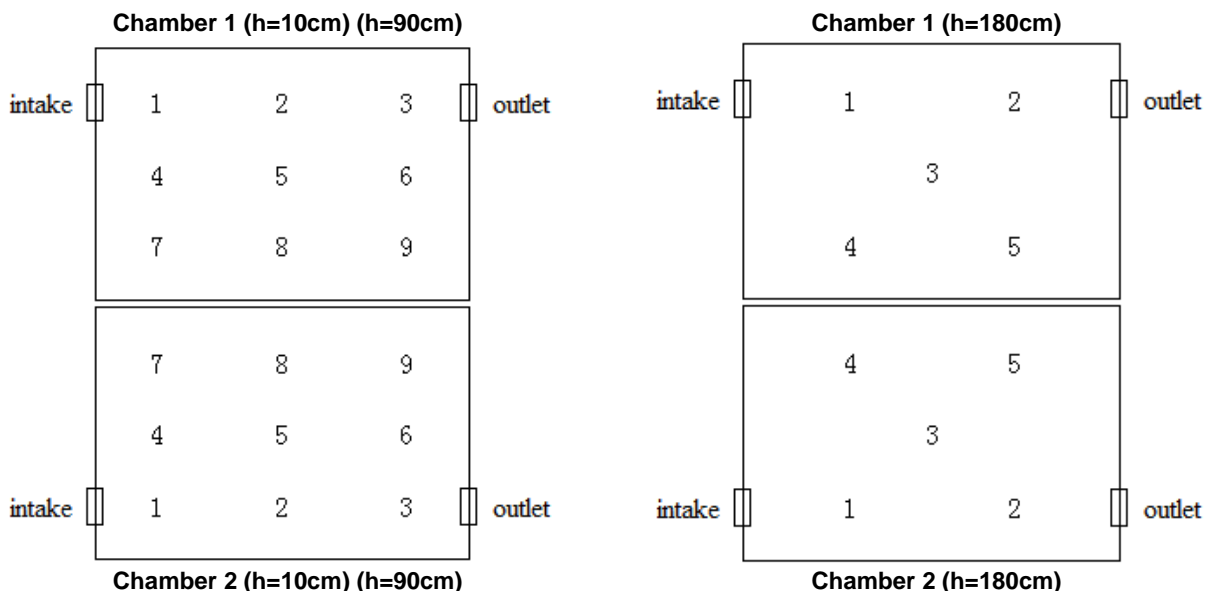 Chamber 1 (h=10cm) (h=90cm)
intake 1 2 3 outlet
4 5 6
7 8 9
7 8 9
4 5 6
intake 1 2 3 outlet
Chamber 2 (h=10cm) (h=90cm)
Chamber 1 (h=180cm)
intake 1 2 outlet
3
4 5
4 5
3
intake 1 2 outlet
Chamber 2 (h=180cm)